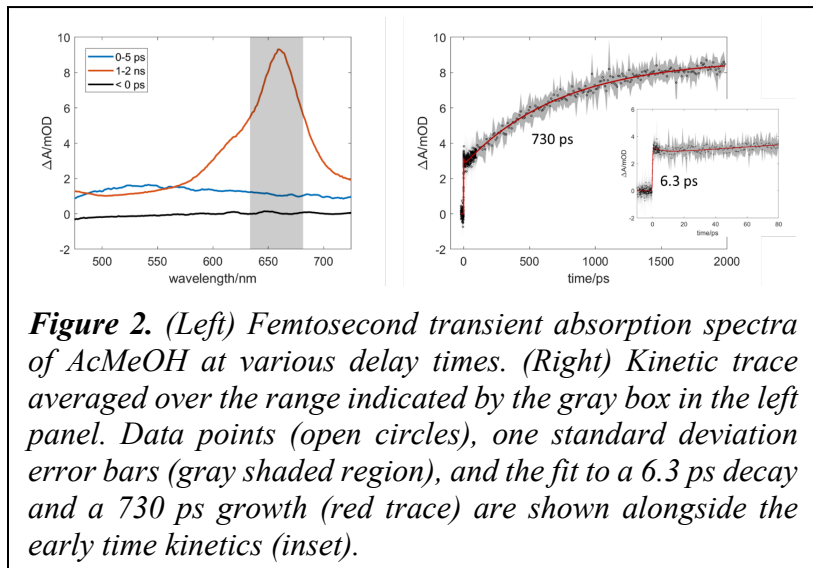 10
8
6
4
2
0
-2
ΔA/mOD
0-5 ps
1-2 ns
< 0 ps
500
550
600
650
700
wavelength/nm
10
8
6
4
2
0
-2
ΔA/mOD
730 ps
0
500
1000
1500
2000
time/ps
6
4
2
0
-2
ΔA/mOD
6.3 ps
0
20
40
60
80
time/ps
Figure 2. (Left) Femtosecond transient absorption spectra
of AcMeOH at various delay times. (Right) Kinetic trace
averaged over the range indicated by the gray box in the left
panel. Data points (open circles), one standard deviation
error bars (gray shaded region), and the fit to a 6.3 ps decay
and a 730 ps growth (red trace) are shown alongside the
early time kinetics (inset).